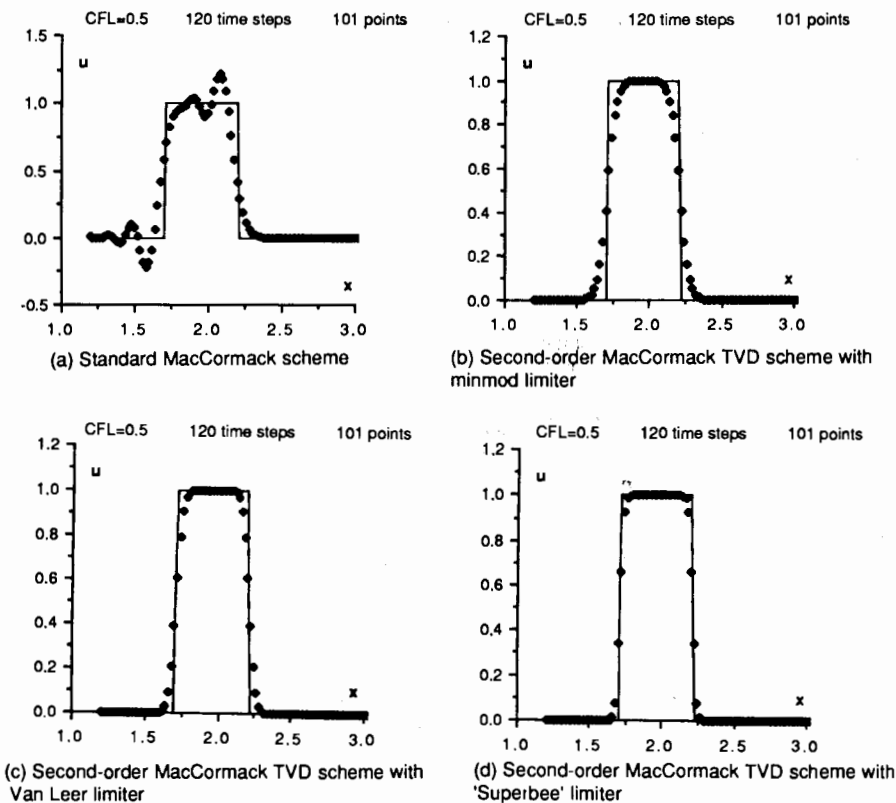 CFL=0.5 120 time steps 101 points
1.5
u
1.0
0.5
0.0
x
-0.5
1.0 1.5 2.0 2.5 3.0
(a) Standard MacCormack scheme
CFL=0.5 120 time steps 101 points
1.2
u
1.0
0.8
0.6
0.4
0.2
x
0.0
1.0 1.5 2.0 2.5 3.0
(b) Second-order MacCormack TVD scheme with
minmod limiter
CFL=0.5 120 time steps 101 points
1.2
u
1.0
0.8
0.6
0.4
0.2
x
0.0
1.0 1.5 2.0 2.5 3.0
(c) Second-order MacCormack TVD scheme with
Van Leer limiter
CFL=0.5 120 time steps 101 points
1.2
u
1.0
0.8
0.6
0.4
0.2
x
0.0
1.0 1.5 2.0 2.5 3.0
(d) Second-order MacCormack TVD scheme with
'Superbee' limiter